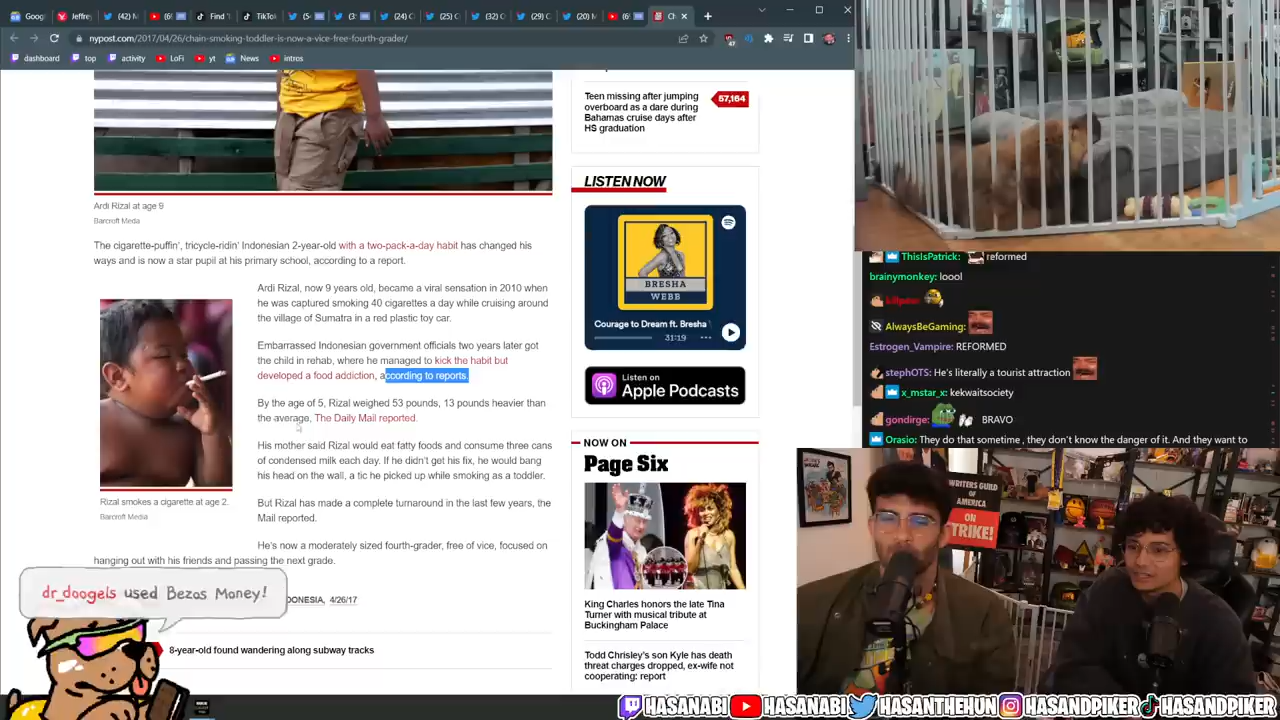 nypost.com/2017/04/26/chain-smoking-toddler-is-now-a-vice-free-fourth-grader/
dashboard
top
activity
LoFi
yt
News
intros
Ardi Rizal at age 9
Barcroft Media
The cigarette-puffin', tricycle-ridin' Indonesian 2-year-old with a two-pack-a-day habit has changed his
ways and is now a star pupil at his primary school, according to a report.
Ardi Rizal, now 9 years old, became a viral sensation in 2010 when
he was captured smoking 40 cigarettes a day while cruising around
the village of Sumatra in a red plastic toy car.
Embarrassed Indonesian government officials two years later got
the child in rehab, where he managed to kick the habit but
developed a food addiction, according to reports.
By the age of 5, Rizal weighed 53 pounds, 13 pounds heavier than
the average, The Daily Mail reported.
His mother said Rizal would eat fatty foods and consume three cans
of condensed milk each day. If he didn't get his fix, he would bang
his head on the wall, a tic he picked up while smoking as a toddler.
But Rizal has made a complete turnaround in the last few years, the
Mail reported.
He's now a moderately sized fourth-grader, free of vice, focused on
hanging out with his friends and passing the next grade.
Rizal smokes a cigarette at age 2.
Barcroft Media
4/26/17
8-year-old found wandering along subway tracks
dr_doogels used Bezos Money!
Teen missing after jumping
overboard as a dare during
Bahamas cruise days after
HS graduation
57,164
LISTEN NOW
BRESHA
WEBB
Courage to Dream ft. Bresha
31:19
Listen on
Apple Podcasts
NOW ON
Page Six
King Charles honors the late Tina
Turner with musical tribute at
Buckingham Palace
Todd Chrisley's son Kyle has death
threat charges dropped, ex-wife not
cooperating: report
ThisIsPatrick: reformed
brainymonkey: loool
AlwaysBeGaming:
Estrogen_Vampire: REFORMED
stephOTS: He's literally a tourist attraction
x_mstar_x: kekwaitsociety
gondirge: BRAVO
Orasio: They do that sometime , they don't know the danger of it. And they want to
WRITERS GUILD
OF
AMERICA
ON
STRIKE!
HASANABI
HASANABI
HASANTHEHUN
HASANDPIKER
HASANDPIKER